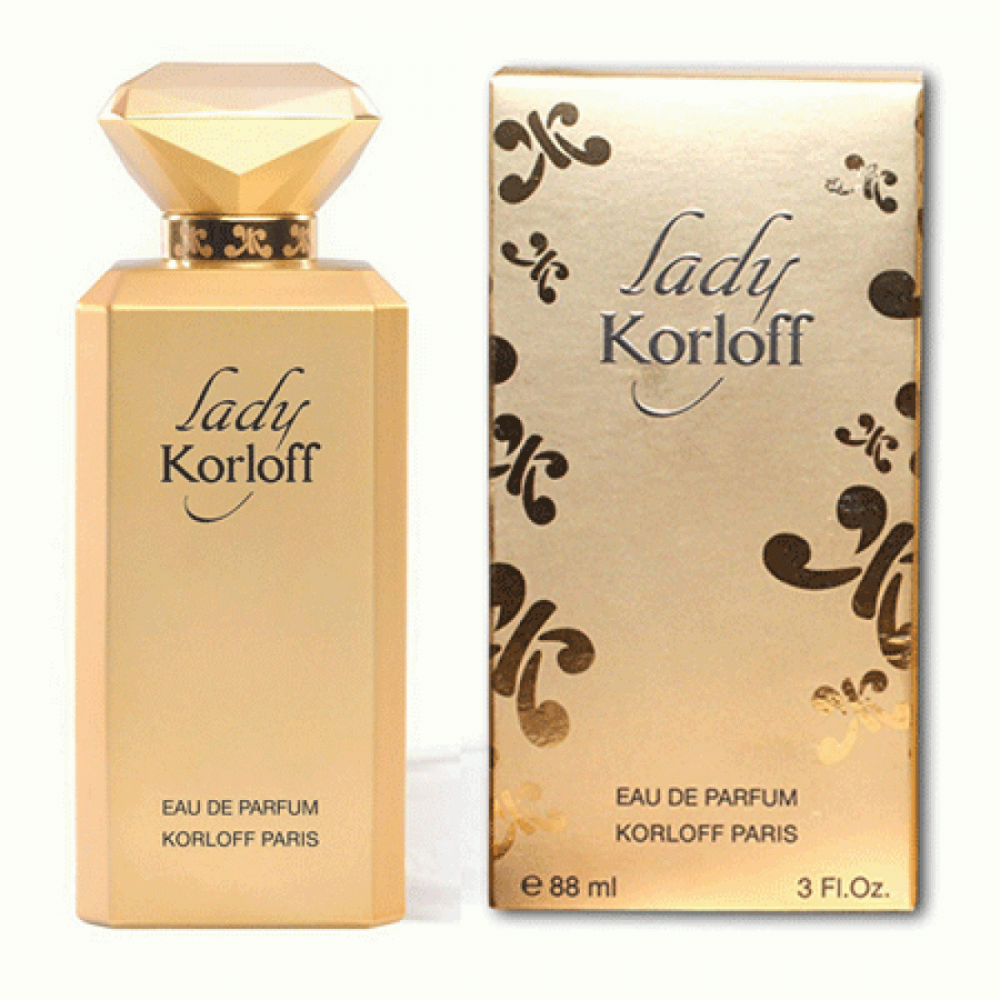 lady
Korloff
EAU DE PARFUM
KORLOFF PARIS
lady
Korloff
EAU DE PARFUM
KORLOFF PARIS
e 88 ml 3 Fl.Oz.